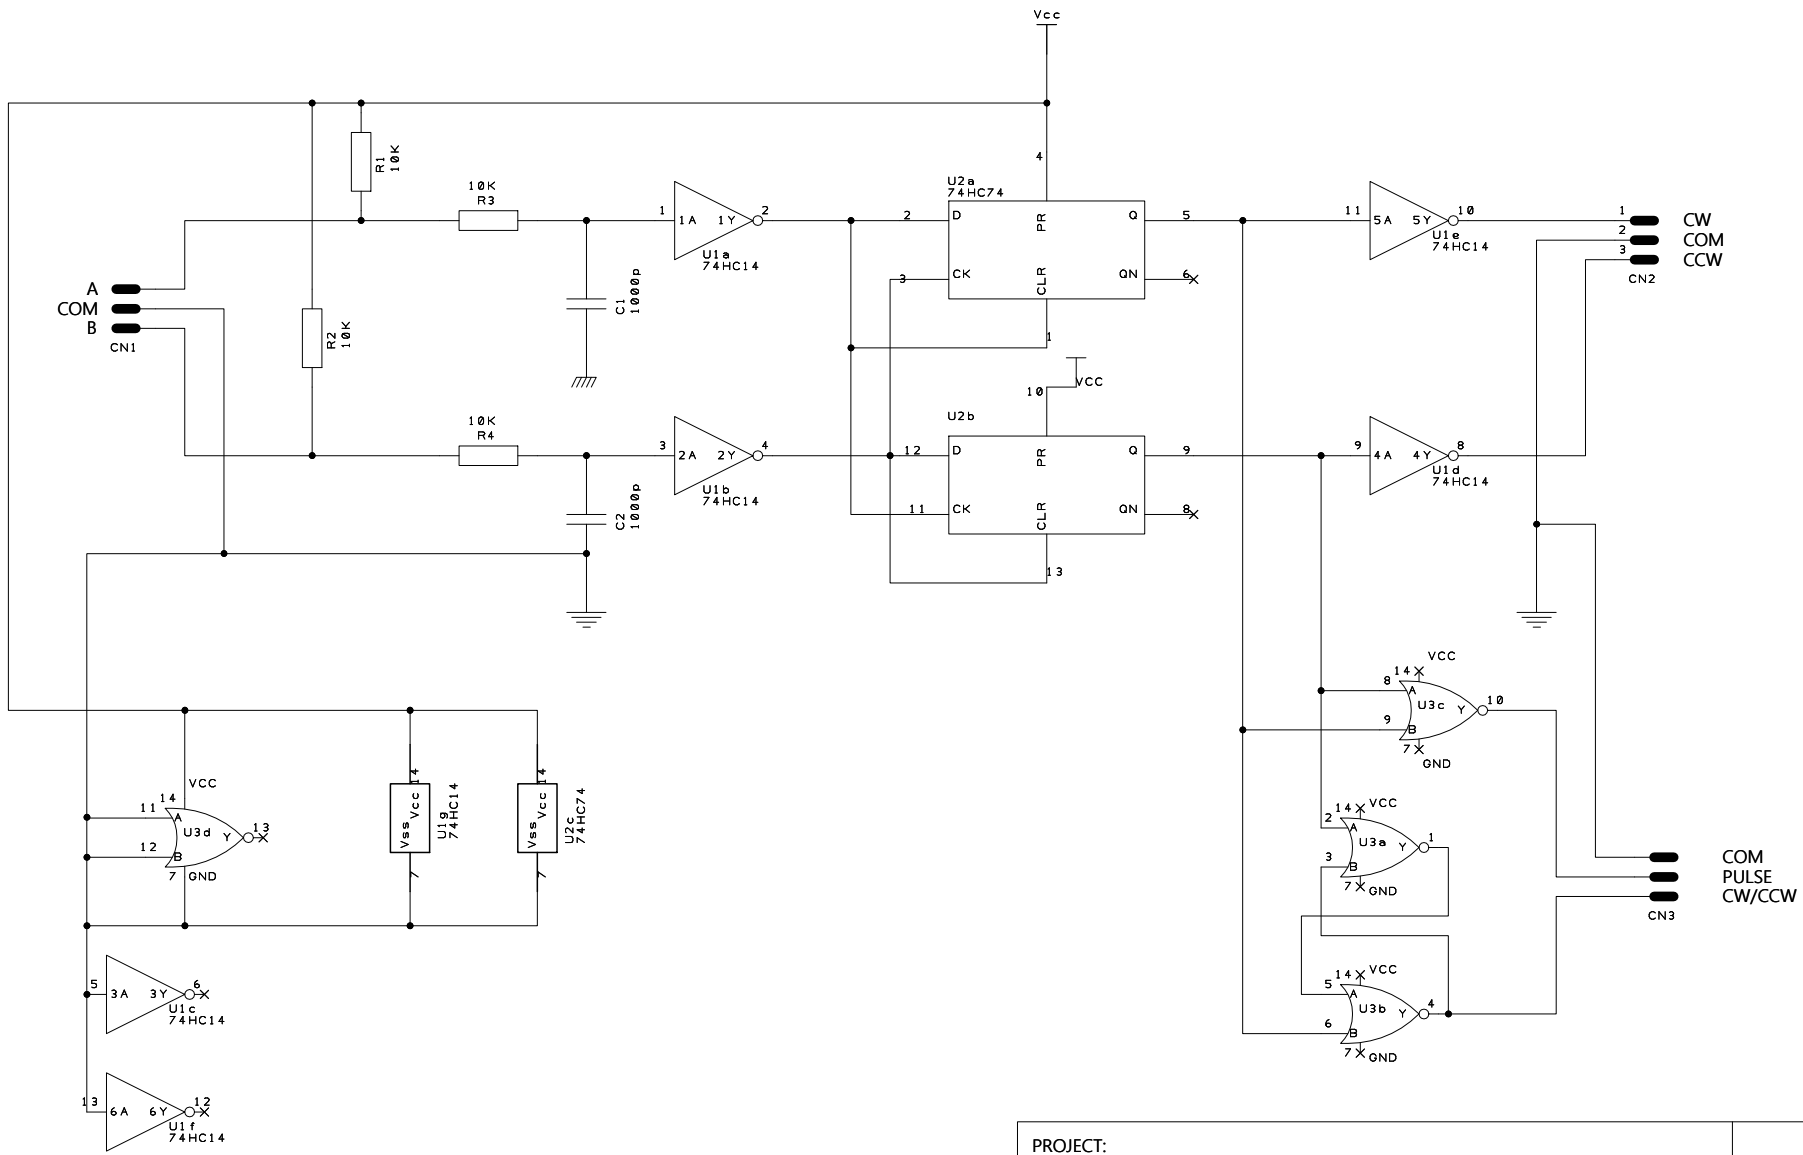 Vcc
4
R1
10K
10K
R3
1
1A
1Y
2
U1a
74HC14
U2a
74HC74
2
D
PR
Q
5
3
CK
CLR
QN
6
1
11
5A
5Y
10
U1e
74HC14
1
CW
2
COM
3
CCW
CN2
A
COM
B
CN1
R2
10K
C1
1000p
VCC
10
U2b
10K
R4
3
2A
2Y
4
U1b
74HC14
12
D
PR
Q
9
11
CK
CLR
QN
8
13
9
4A
4Y
8
U1d
74HC14
C2
1000p
14
VCC
8
A
U3c
Y
10
9
B
7
GND
VCC
14
11
A
U3d
Y
13
12
B
7
GND
14
Vcc
Vss
7
U1g
74HC14
14
Vcc
Vss
7
U2c
74HC74
14
VCC
2
A
U3a
Y
1
3
B
7
GND
COM
PULSE
CW/CCW
CN3
5
3A
3Y
6
U1c
74HC14
14
VCC
5
A
U3b
Y
4
6
B
7
GND
13
6A
6Y
12
U1f
74HC14
PROJECT: